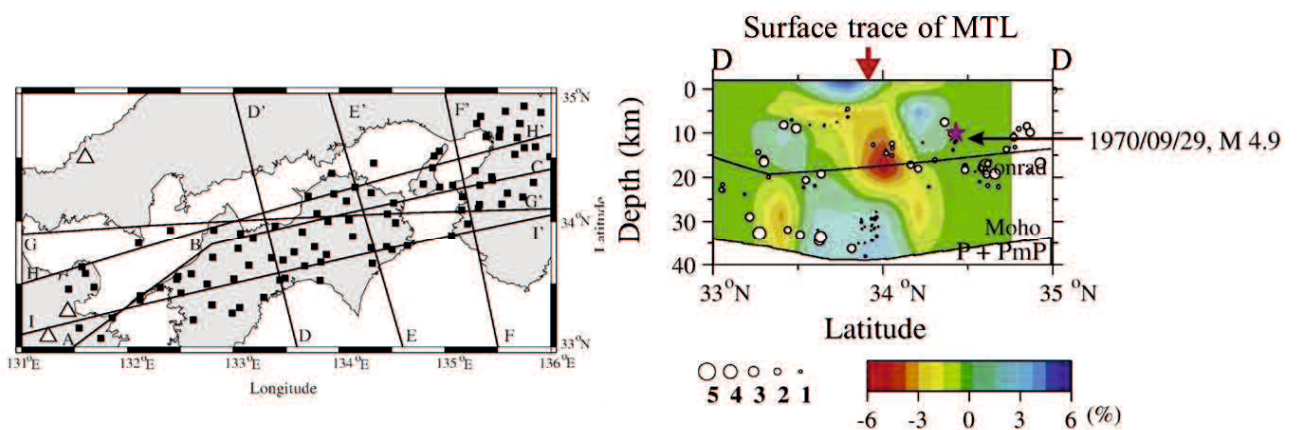 D'
E'
F'
H'
C
G'
I'
G
B
H
I
A
D
E
F
35°N
34°N
33°N
Latitude
131°E 132°E 133°E 134°E 135°E 136°E
Longitude
Surface trace of MTL
D D
0
10
20
30
40
Depth (km)
1970/09/29, M 4.9
Conrad
Moho
P + PmP
33 °N 34 °N 35 °N
Latitude
5 4 3 2 1
-6 -3 0 3 6 (%)